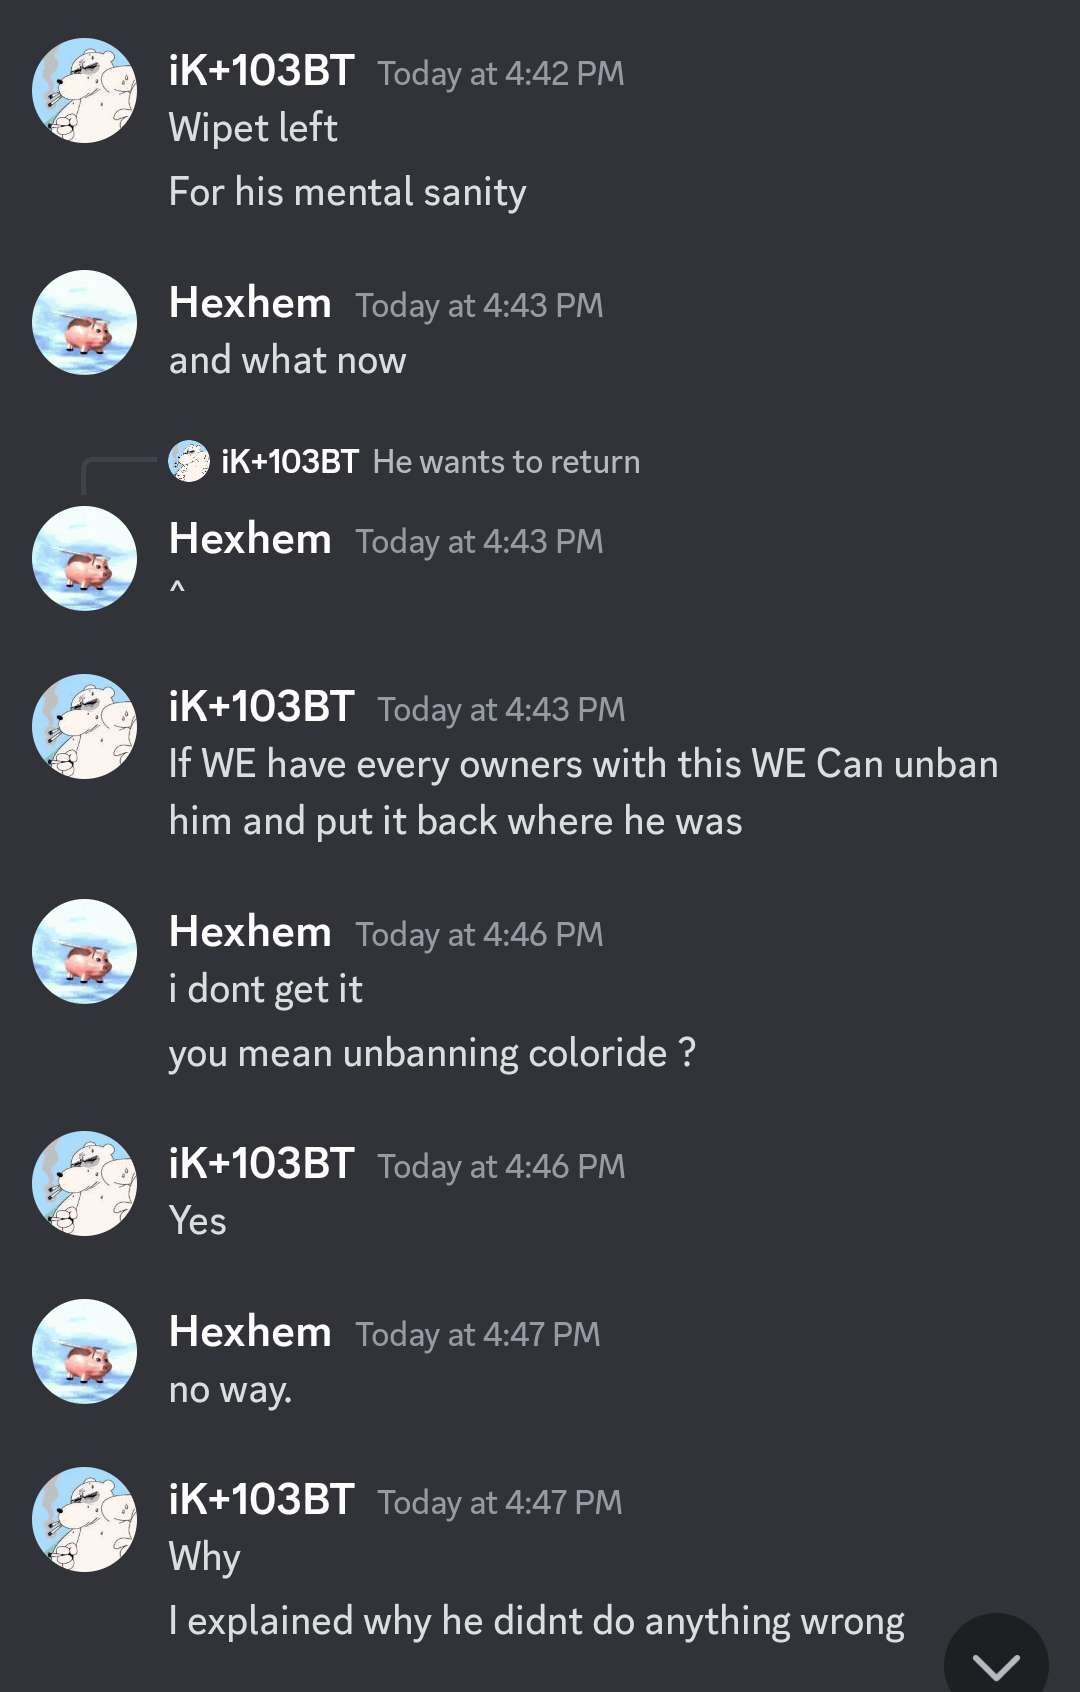 iK+103BT Today at 4:42 PM
Wipet left
For his mental sanity
Hexhem Today at 4:43 PM
and what now
iK+103BT He wants to return
Hexhem Today at 4:43 PM
^
iK+103BT Today at 4:43 PM
If WE have every owners with this WE Can unban
him and put it back where he was
Hexhem Today at 4:46 PM
i dont get it
you mean unbanning coloride ?
iK+103BT Today at 4:46 PM
Yes
Hexhem Today at 4:47 PM
no way.
iK+103BT Today at 4:47 PM
Why
I explained why he didnt do anything wrong